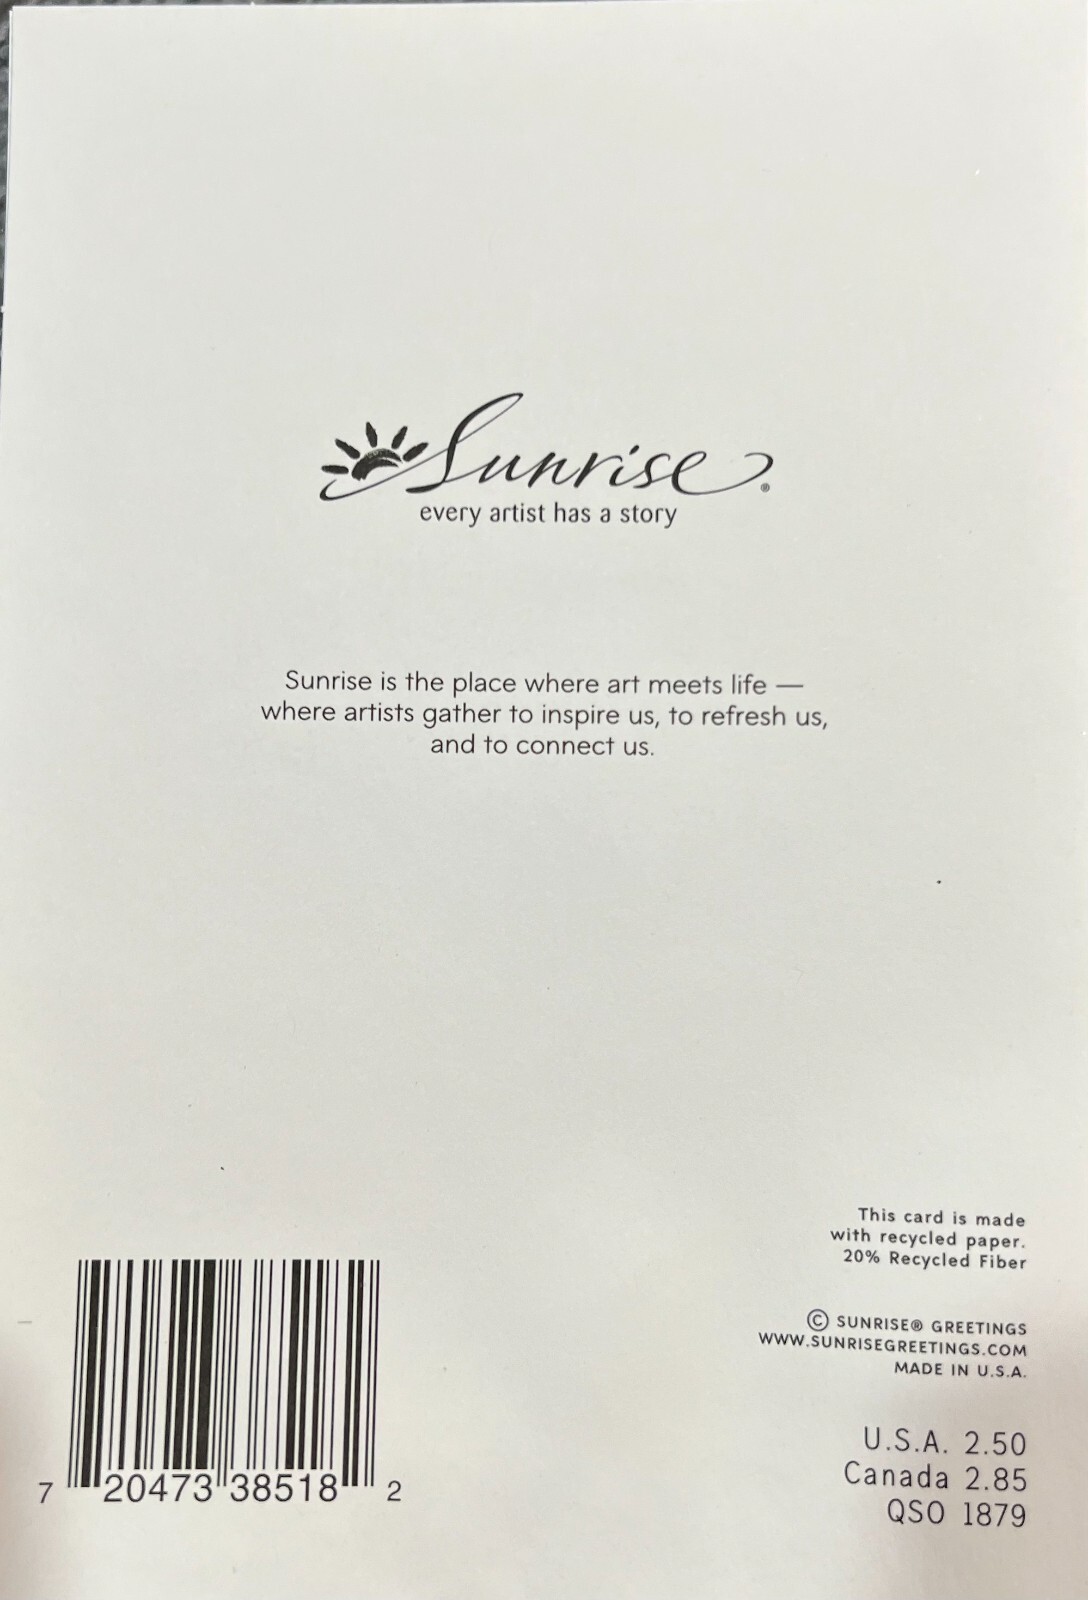 Sunrise®
every artist has a story
Sunrise is the place where art meets life —
where artists gather to inspire us, to refresh us,
and to connect us.
This card is made
with recycled paper.
20% Recycled Fiber
© SUNRISE® GREETINGS
WWW.SUNRISEGREETINGS.COM
MADE IN U.S.A.
U.S.A. 2.50
Canada 2.85
QSO 1879
7 20473 38518 2